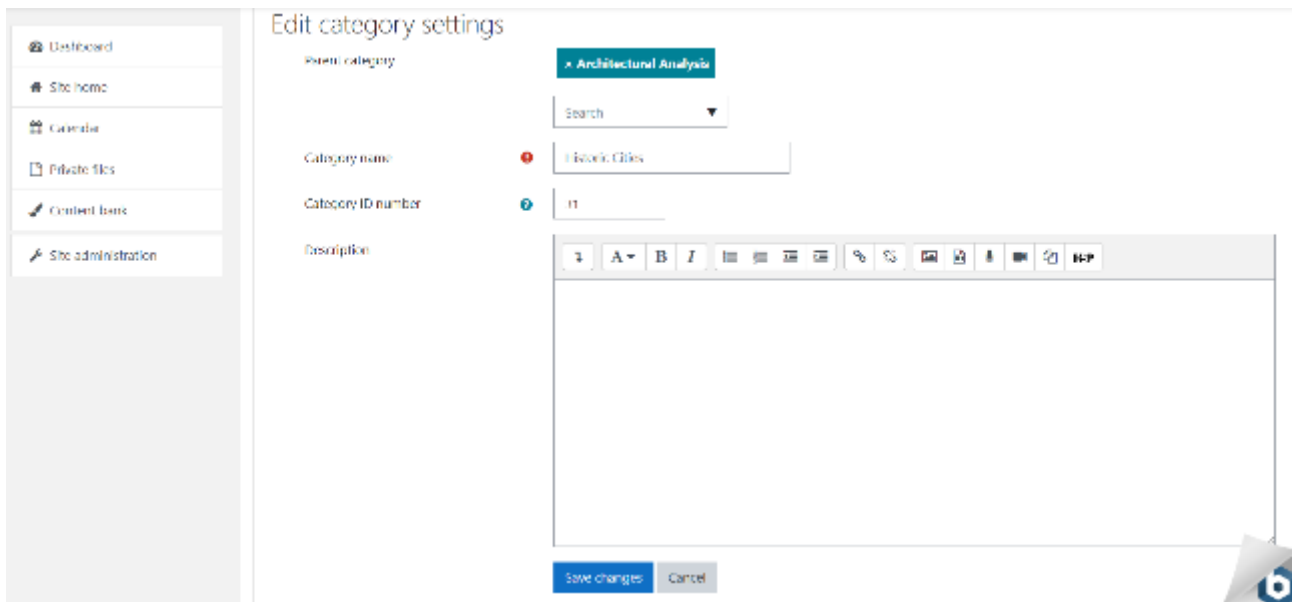 Edit category settings
Dashboard
Site home
Calendar
Private files
Content bank
Site administration
Parent category
× Architectural Analysis
Search
Category name
Historic Cities
Category ID number
Description
A B I
H-P
Save changes
Cancel
b